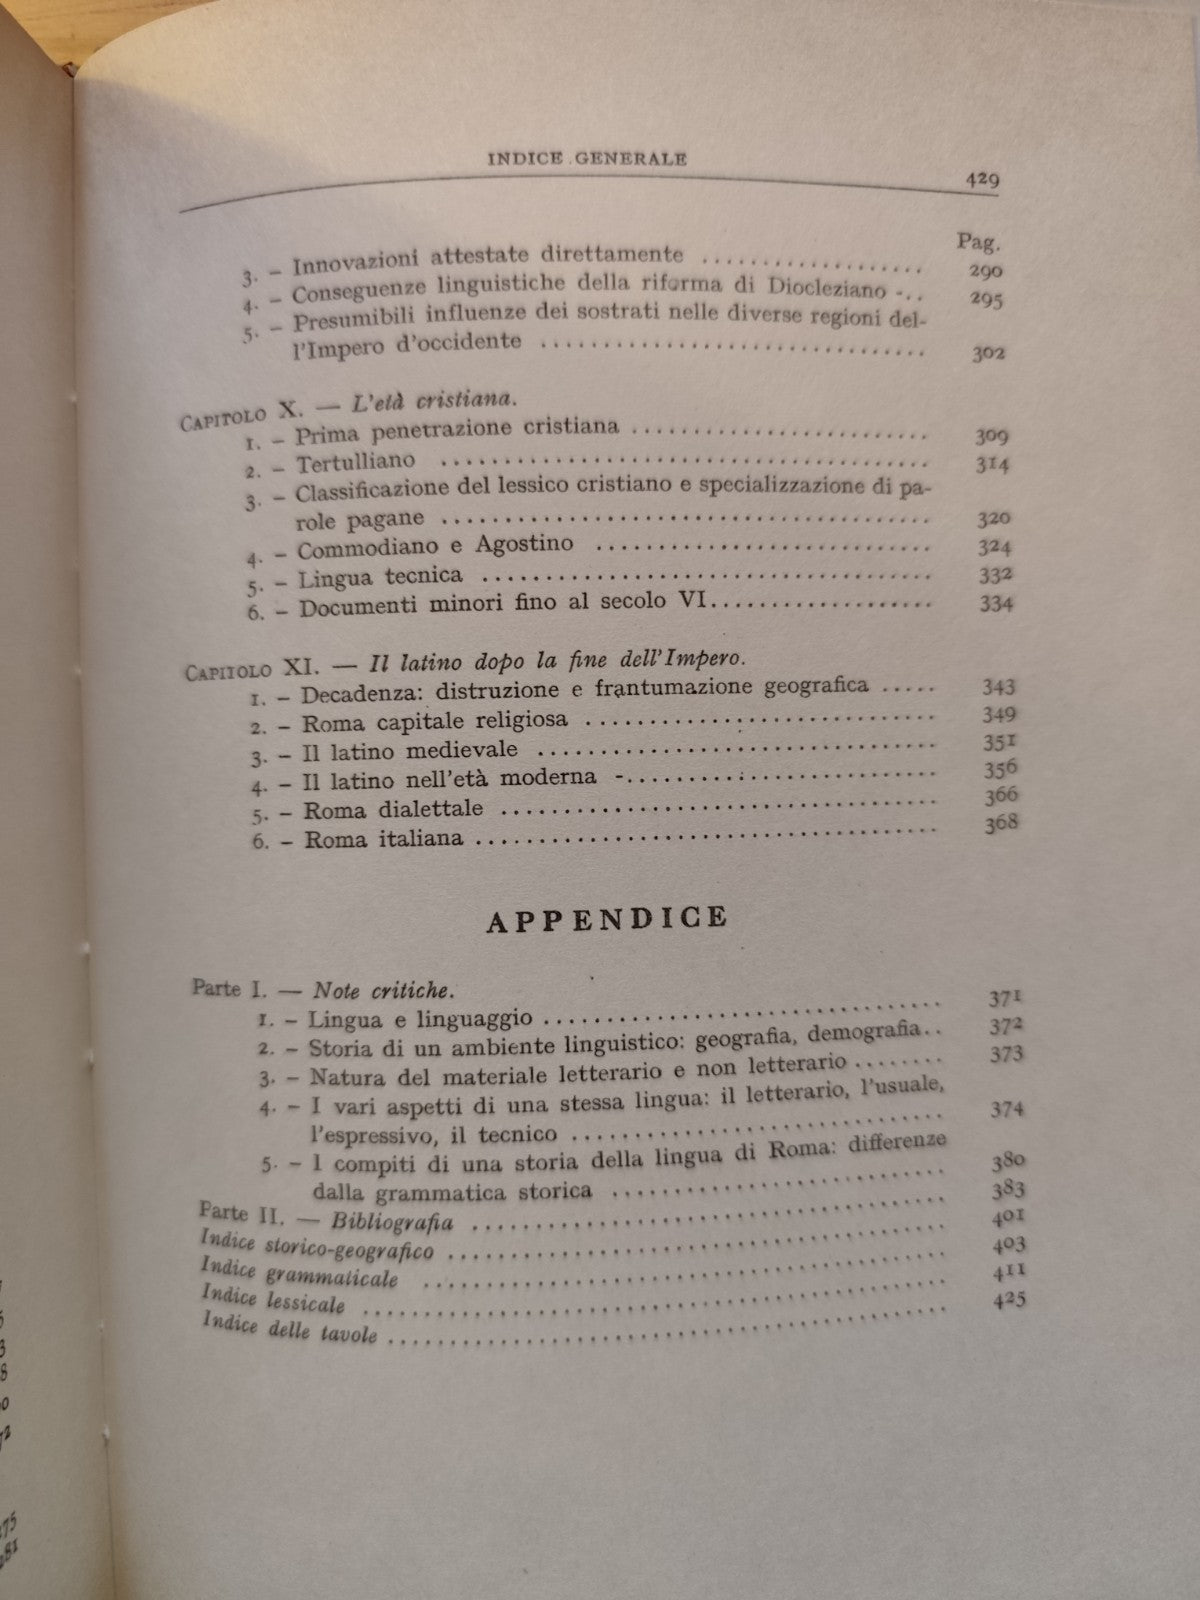 INDICE GENERALE
429
Pag.
3. – Innovazioni attestate direttamente .................. 290
4. – Conseguenze linguistiche della riforma di Diocleziano -.. 295
5. – Presumibili influenze dei sostrati nelle diverse regioni del-
l'Impero d'occidente ............................... 302
CAPITOLO X. — L'età cristiana.
1. – Prima penetrazione cristiana ........................ 309
2. – Tertulliano ....................................... 314
3. – Classificazione del lessico cristiano e specializzazione di pa-
role pagane ....................................... 320
4. – Commodiano e Agostino ........................... 324
5. – Lingua tecnica .................................... 332
6. – Documenti minori fino al secolo VI.................. 334
CAPITOLO XI. — Il latino dopo la fine dell'Impero.
1. – Decadenza: distruzione e frantumazione geografica ..... 343
2. – Roma capitale religiosa ............................ 349
3. – Il latino medievale ................................ 351
4. – Il latino nell'età moderna -......................... 356
5. – Roma dialettale ................................... 366
6. – Roma italiana ..................................... 368
APPENDICE
Parte I. — Note critiche.
1. – Lingua e linguaggio ................................ 371
2. – Storia di un ambiente linguistico: geografia, demografia.. 372
3. – Natura del materiale letterario e non letterario ........ 373
4. – I vari aspetti di una stessa lingua: il letterario, l'usuale,
l'espressivo, il tecnico .............................. 374
5. – I compiti di una storia della lingua di Roma: differenze
dalla grammatica storica ........................... 380
Parte II. — Bibliografia ...................................... 383
Indice storico-geografico ........................................ 401
Indice grammaticale .......................................... 403
Indice lessicale ............................................... 411
Indice delle tavole ............................................ 425
275
281